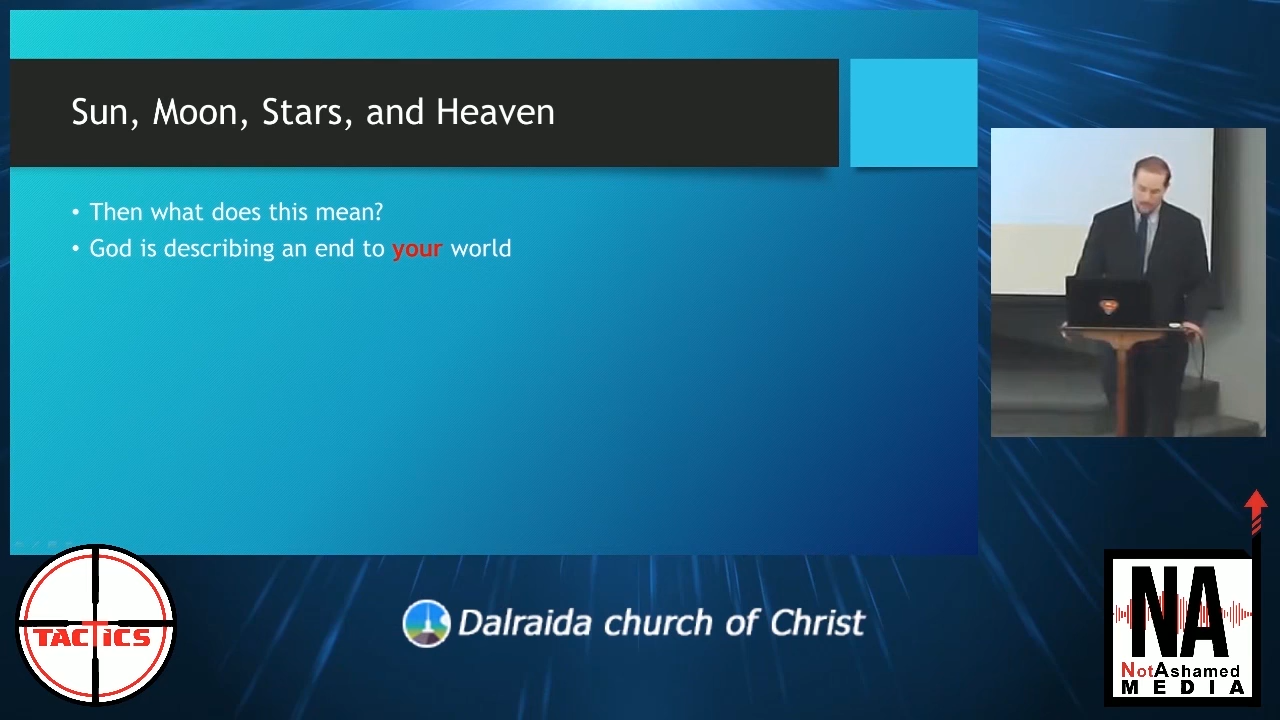 Sun, Moon, Stars, and Heaven
• Then what does this mean?
• God is describing an end to your world
TACTICS
Dalraida church of Christ
NA
NotAshamed
MEDIA